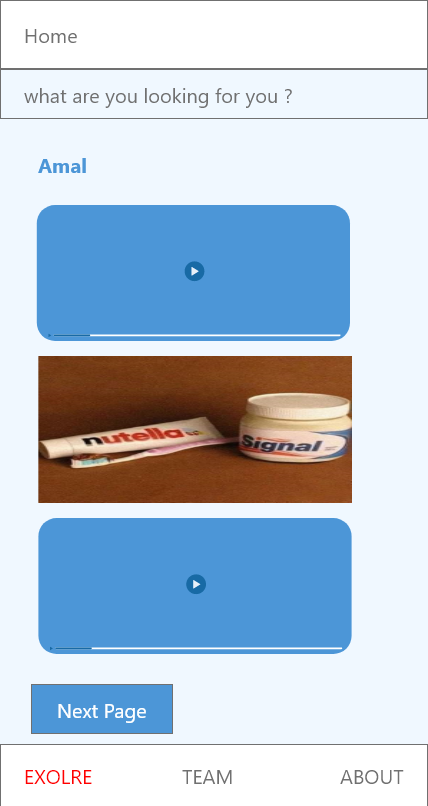 Home
what are you looking for you ?
Amal
nutella
Signal
Next Page
EXOLRE TEAM ABOUT